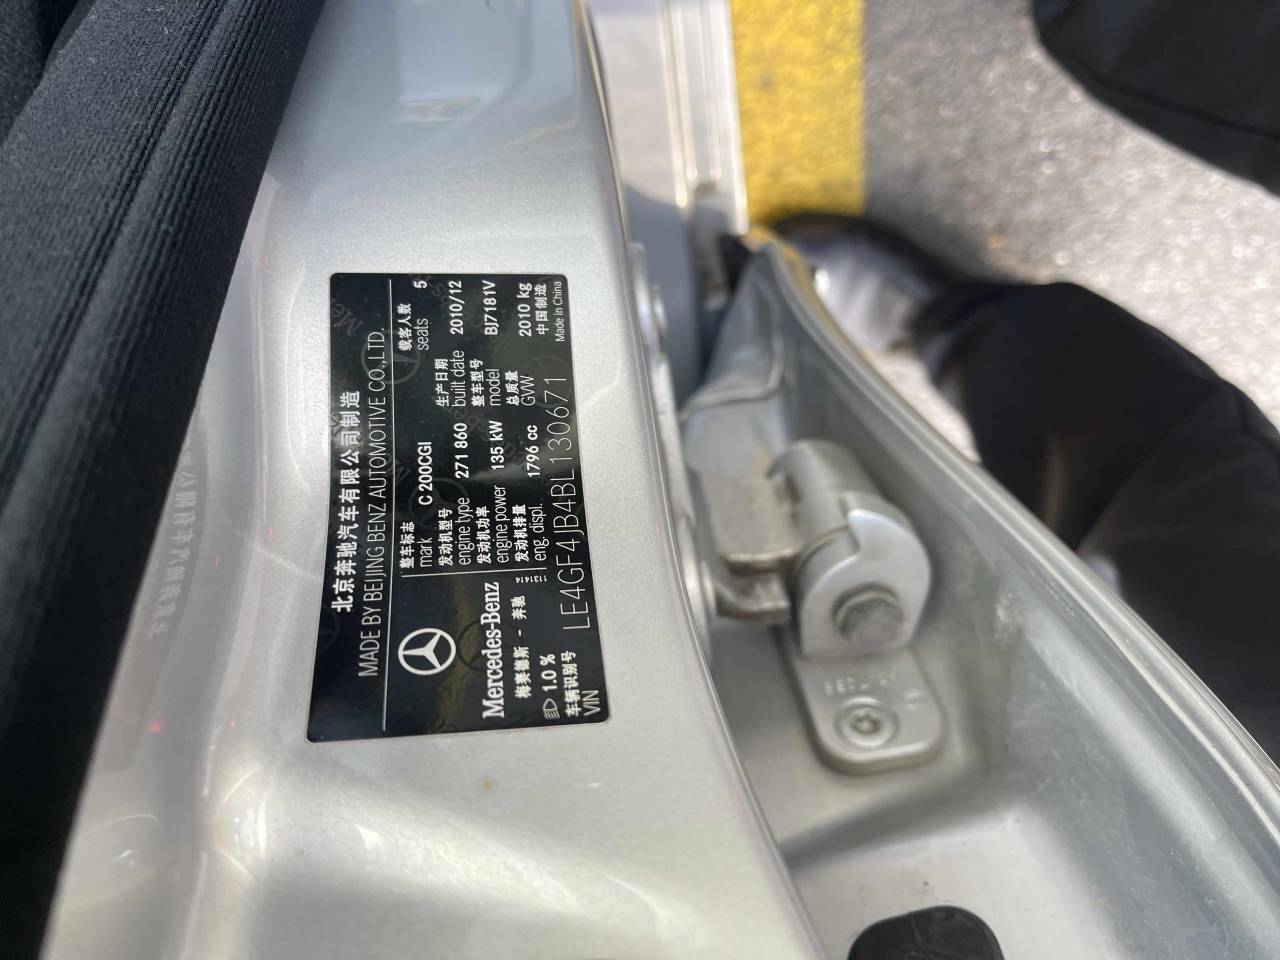 北京奔驰汽车有限公司制造
MADE BY BEIJING BENZ AUTOMOTIVE CO.,LTD.
整车标志 载客人数
mark C 200CGI seats 5
发动机型号 生产日期
engine type 271 860 built date 2010/12
发动机功率 整车型号
engine power 135 kW model BJ7181V
发动机排量 总质量
eng. displ. 1796 cc GVW 2010 kg
Mercedes-Benz
梅赛德斯 - 奔驰
1131414
1.0 %
中国制造
Made in China
车辆识别号
VIN LE4GF4JB4BL130671